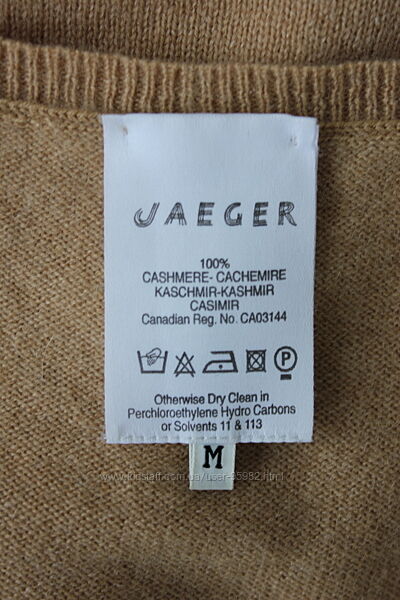 JAEGER
100%
CASHMERE- CACHEMIRE
KASCHMIR-KASHMIR
CASIMIR
Canadian Reg. No. CA03144
P
Otherwise Dry Clean in
Perchloroethylene Hydro Carbons
or Solvents 11 & 113
M